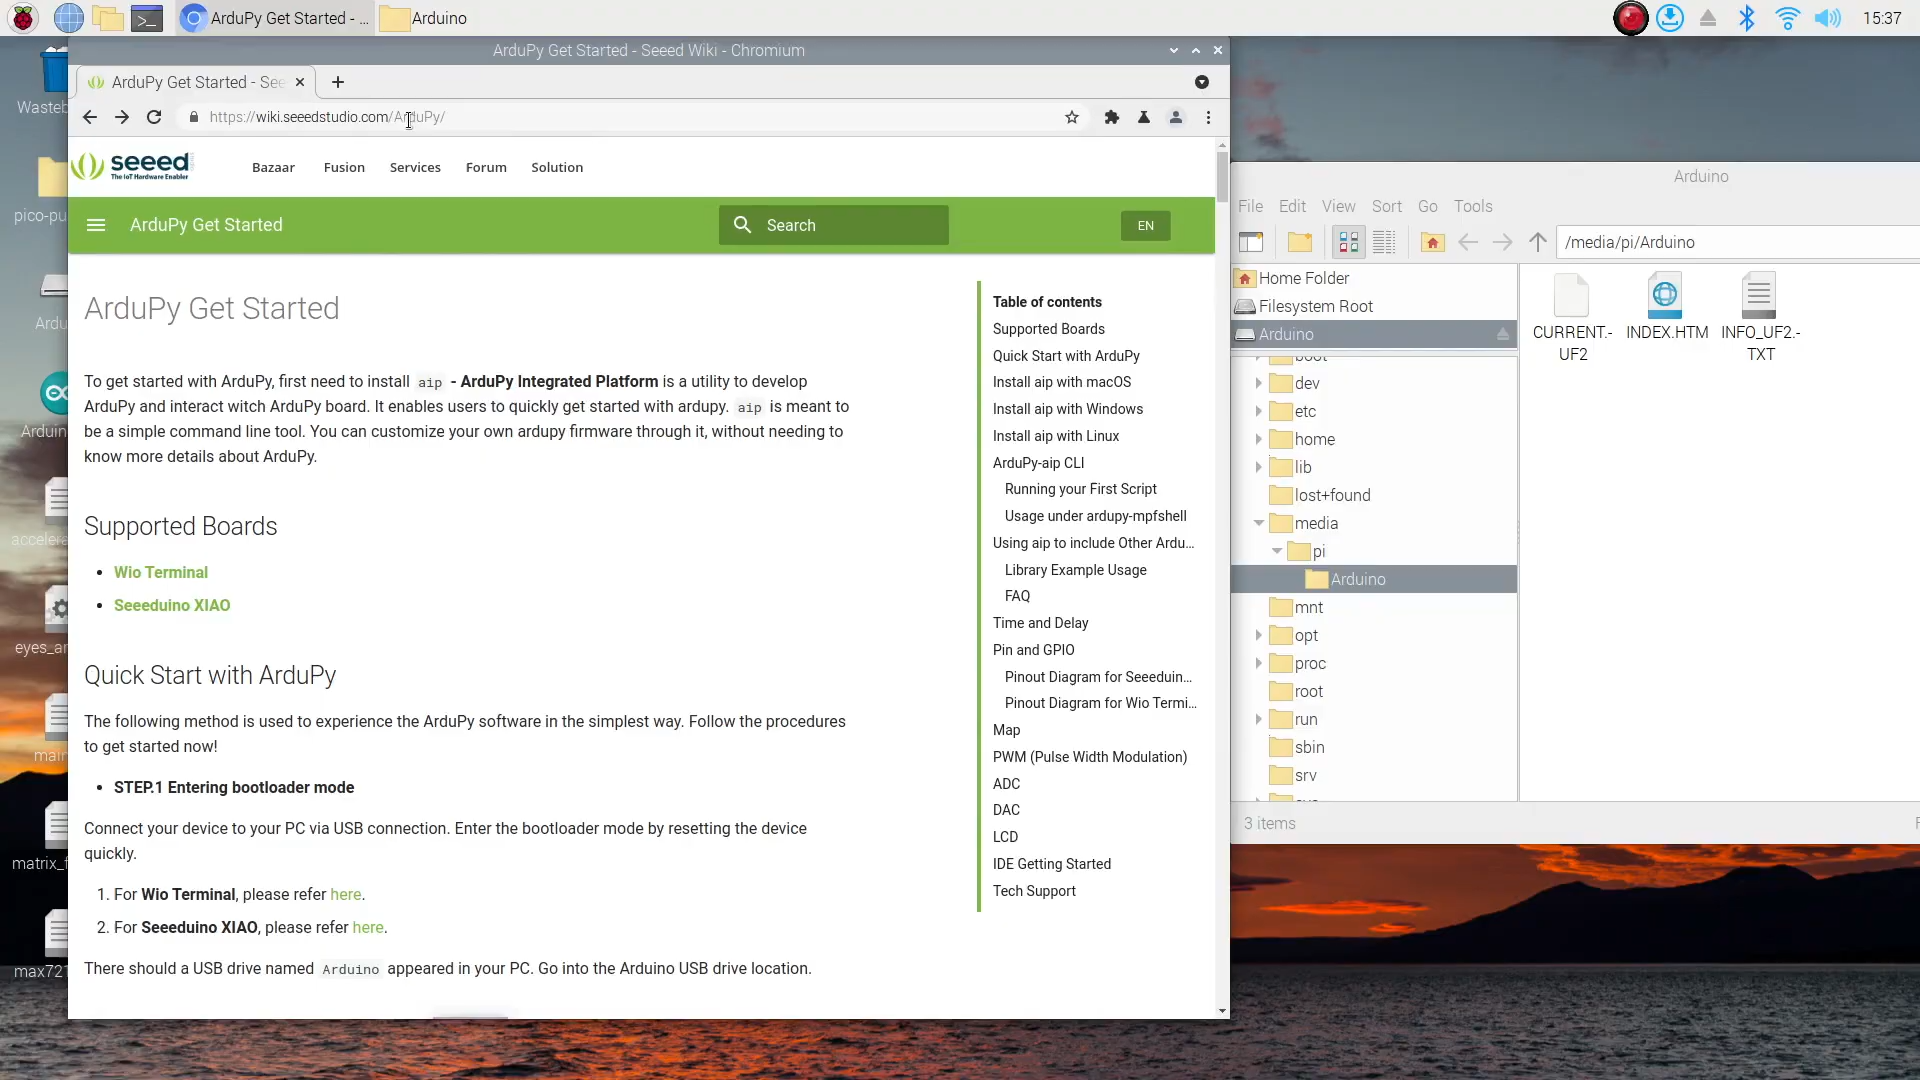 ArduPy Get Started - ...
Arduino
15:37
ArduPy Get Started - Seeed Wiki - Chromium
ArduPy Get Started - See
https://wiki.seeedstudio.com/ArduPy/
seeed
The IoT Hardware Enabler
Bazaar
Fusion
Services
Forum
Solution
ArduPy Get Started
Search
EN
ArduPy Get Started
To get started with ArduPy, first need to install aip - ArduPy Integrated Platform is a utility to develop
ArduPy and interact witch ArduPy board. It enables users to quickly get started with ardupy. aip is meant to
be a simple command line tool. You can customize your own ardupy firmware through it, without needing to
know more details about ArduPy.
Supported Boards
• Wio Terminal
• Seeeduino XIAO
Quick Start with ArduPy
The following method is used to experience the ArduPy software in the simplest way. Follow the procedures
to get started now!
• STEP.1 Entering bootloader mode
Connect your device to your PC via USB connection. Enter the bootloader mode by resetting the device
quickly.
1. For Wio Terminal, please refer here.
2. For Seeeduino XIAO, please refer here.
There should a USB drive named Arduino appeared in your PC. Go into the Arduino USB drive location.
Table of contents
Supported Boards
Quick Start with ArduPy
Install aip with macOS
Install aip with Windows
Install aip with Linux
ArduPy-aip CLI
Running your First Script
Usage under ardupy-mpfshell
Using aip to include Other Ardu...
Library Example Usage
FAQ
Time and Delay
Pin and GPIO
Pinout Diagram for Seeeduin...
Pinout Diagram for Wio Termi...
Map
PWM (Pulse Width Modulation)
ADC
DAC
LCD
IDE Getting Started
Tech Support
Arduino
File Edit View Sort Go Tools
/media/pi/Arduino
Home Folder
Filesystem Root
Arduino
boot
dev
etc
home
lib
lost+found
media
pi
Arduino
mnt
opt
proc
root
run
sbin
srv
CURRENT.-
UF2
INDEX.HTM
INFO_UF2.-
TXT
3 items
Wasteb
pico-pu
Ardu
Arduin
accelera
eyes_an
main
matrix_f
max721